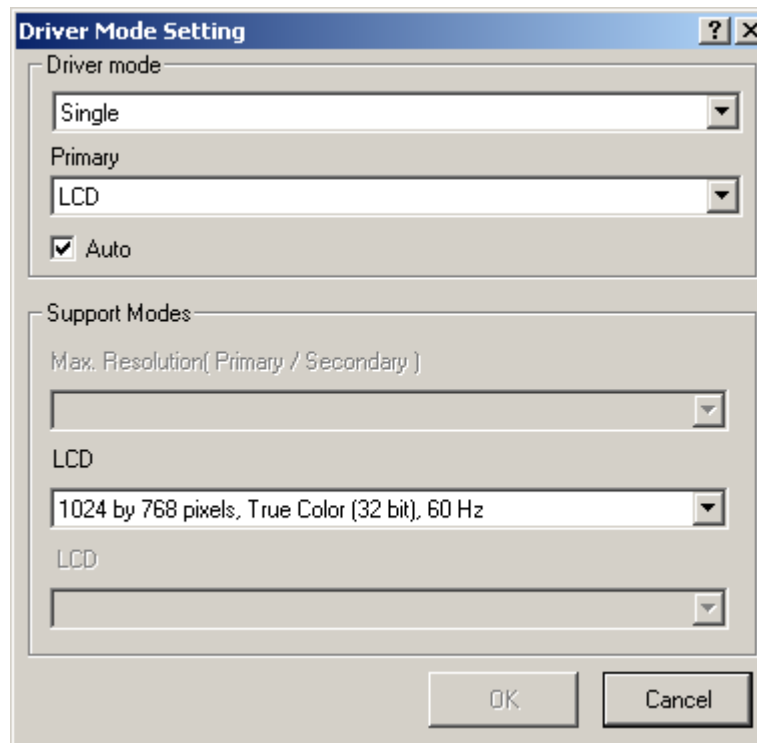 Driver Mode Setting
Driver mode
Single
Primary
LCD
Auto
Support Modes
Max. Resolution( Primary / Secondary )
LCD
1024 by 768 pixels, True Color (32 bit), 60 Hz
LCD
OK
Cancel